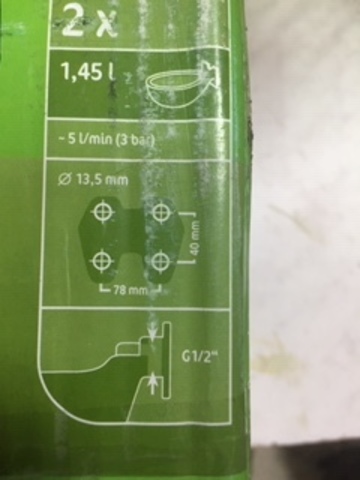 2 x
1,45 l
~ 5 l/min (3 bar)
Ø 13,5 mm
40 mm
78 mm
G1/2"